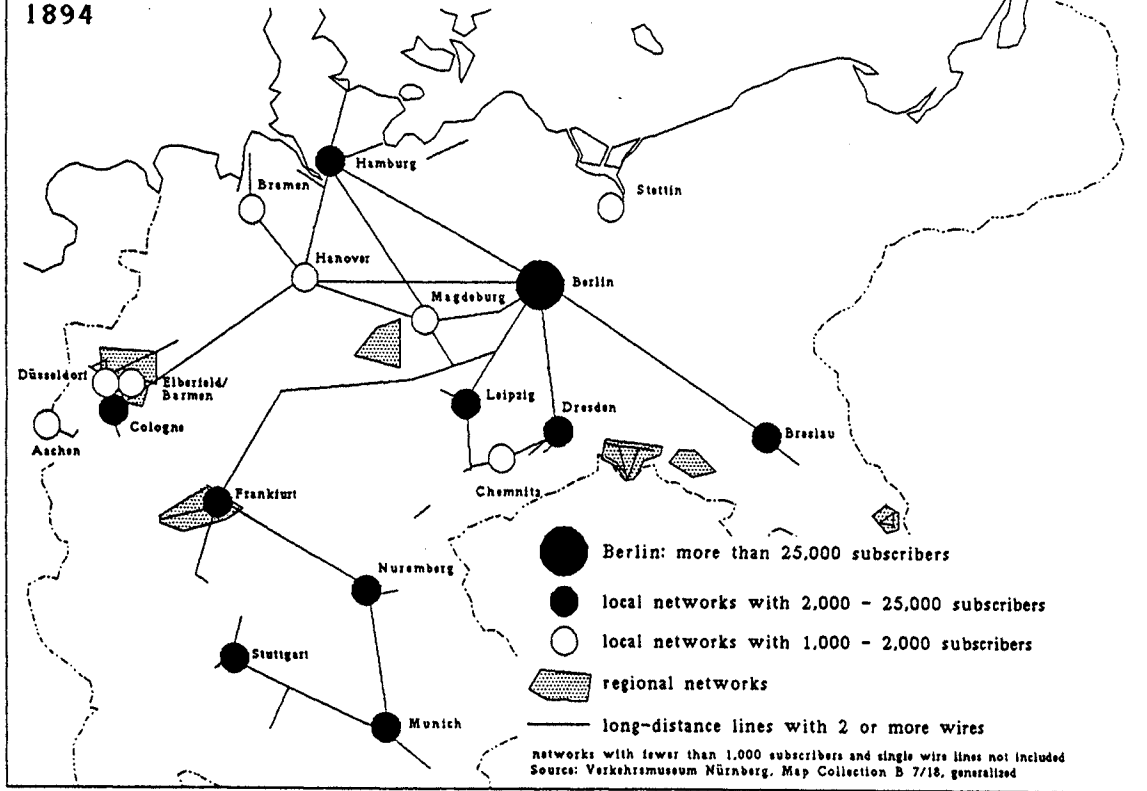 1894
Hamburg
Bremen
Stettin
Hanover
Berlin
Magdeburg
Düsseldorf
Elberfeld/
Barmen
Leipzig
Dresden
Cologne
Breslau
Aachen
Chemnitz
Frankfurt
Berlin: more than 25,000 subscribers
Nuremberg
local networks with 2,000 - 25,000 subscribers
local networks with 1,000 - 2,000 subscribers
Stuttgart
regional networks
Munich
long-distance lines with 2 or more wires
networks with fewer than 1,000 subscribers and single wire lines not included
Source: Verkehrsmuseum Nürnberg, Map Collection B 7/18, generalized